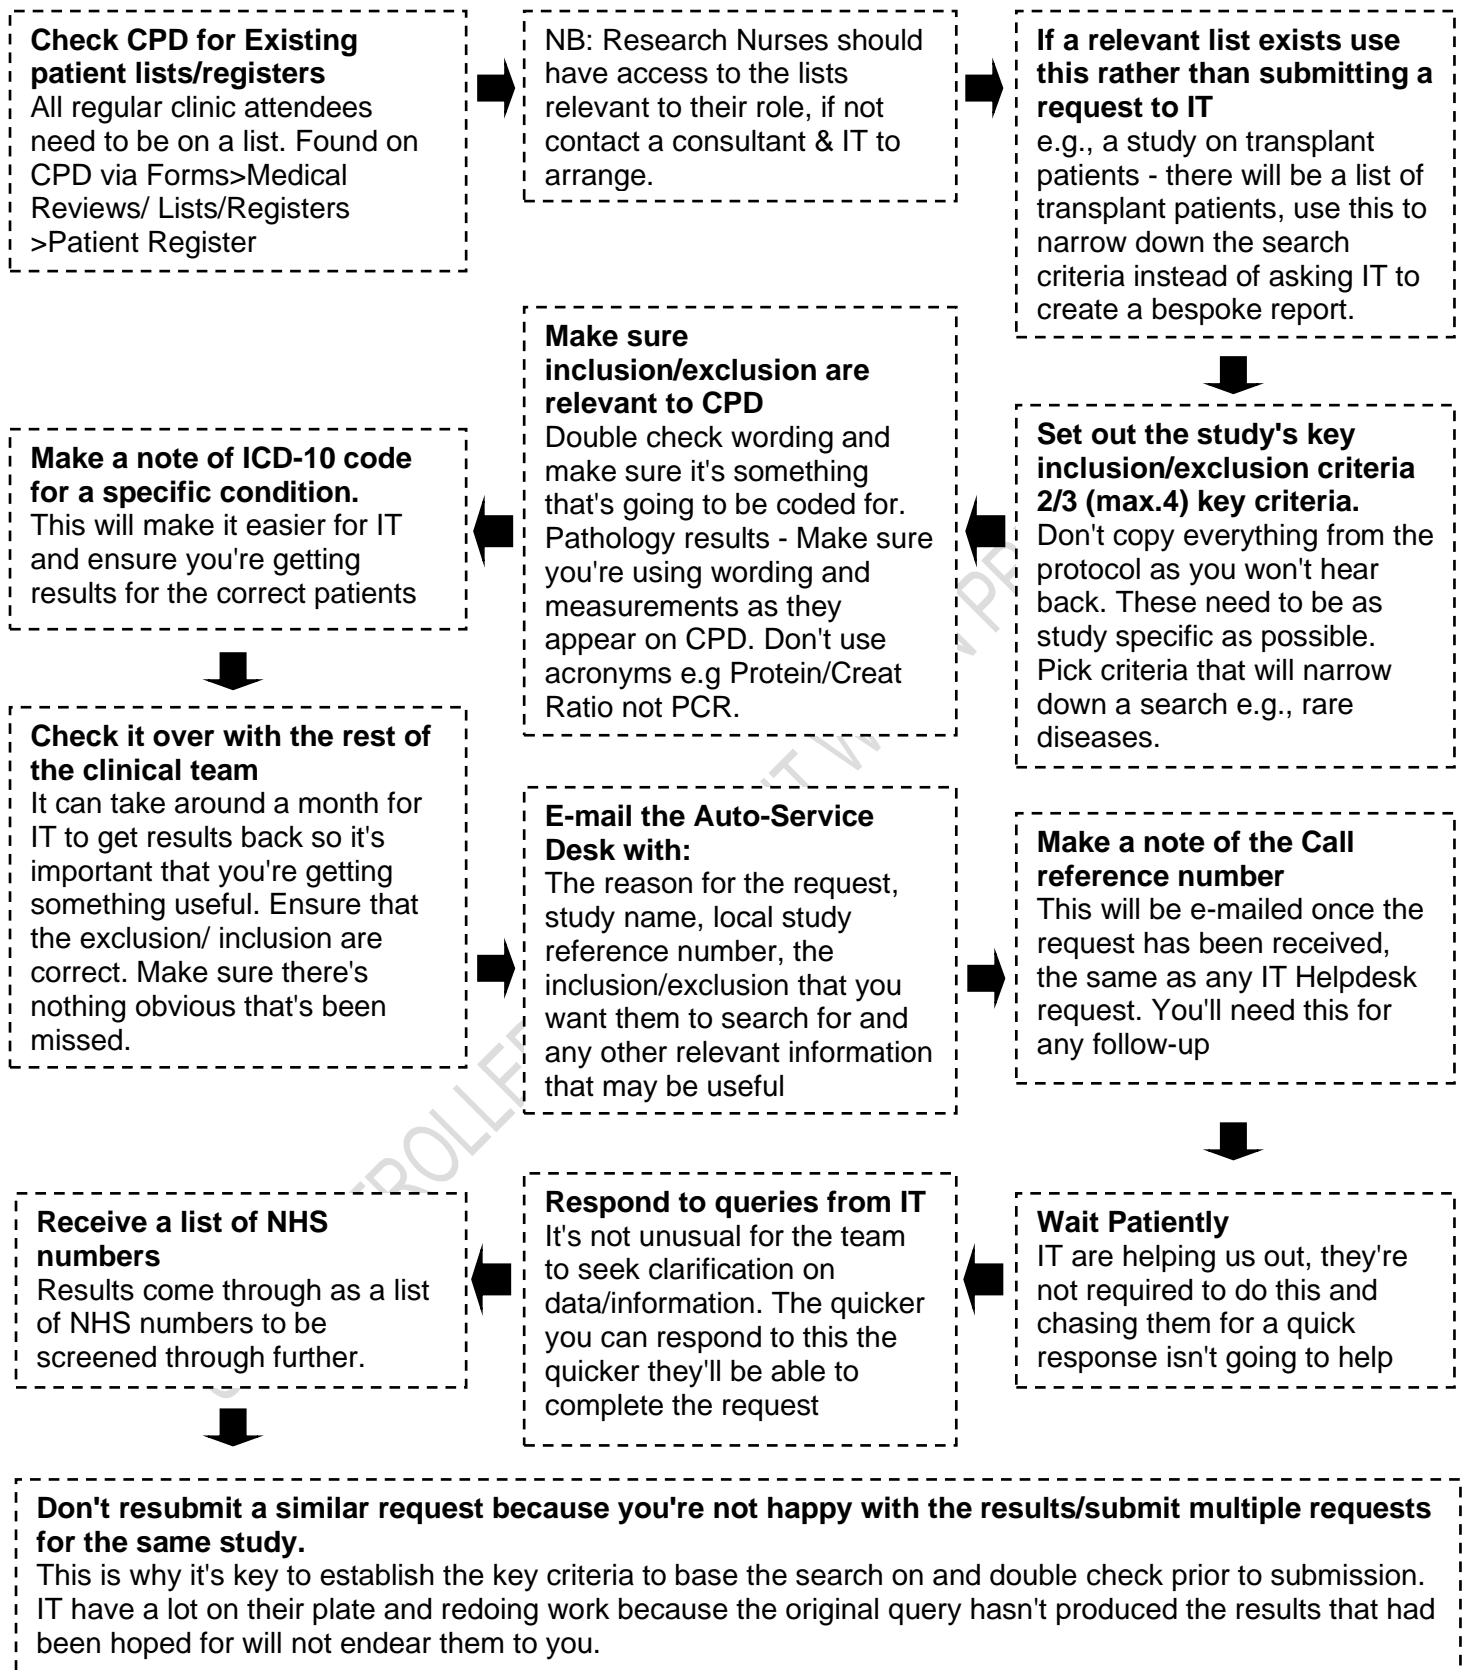 Check CPD for Existing
patient lists/registers
All regular clinic attendees
need to be on a list. Found on
CPD via Forms>Medical
Reviews/ Lists/Registers
>Patient Register
NB: Research Nurses should
have access to the lists
relevant to their role, if not
contact a consultant & IT to
arrange.
If a relevant list exists use
this rather than submitting a
request to IT
e.g., a study on transplant
patients - there will be a list of
transplant patients, use this to
narrow down the search
criteria instead of asking IT to
create a bespoke report.
Set out the study's key
inclusion/exclusion criteria
2/3 (max.4) key criteria.
Don't copy everything from the
protocol as you won't hear
back. These need to be as
study specific as possible.
Pick criteria that will narrow
down a search e.g., rare
diseases.
Make sure
inclusion/exclusion are
relevant to CPD
Double check wording and
make sure it's something
that's going to be coded for.
Pathology results - Make sure
you're using wording and
measurements as they
appear on CPD. Don't use
acronyms e.g Protein/Creat
Ratio not PCR.
Make a note of ICD-10 code
for a specific condition.
This will make it easier for IT
and ensure you're getting
results for the correct patients
Check it over with the rest of
the clinical team
It can take around a month for
IT to get results back so it's
important that you're getting
something useful. Ensure that
the exclusion/ inclusion are
correct. Make sure there's
nothing obvious that's been
missed.
E-mail the Auto-Service
Desk with:
The reason for the request,
study name, local study
reference number, the
inclusion/exclusion that you
want them to search for and
any other relevant information
that may be useful
Make a note of the Call
reference number
This will be e-mailed once the
request has been received,
the same as any IT Helpdesk
request. You'll need this for
any follow-up
Wait Patiently
IT are helping us out, they're
not required to do this and
chasing them for a quick
response isn't going to help
Respond to queries from IT
It's not unusual for the team
to seek clarification on
data/information. The quicker
you can respond to this the
quicker they'll be able to
complete the request
Receive a list of NHS
numbers
Results come through as a list
of NHS numbers to be
screened through further.
Don't resubmit a similar request because you're not happy with the results/submit multiple requests
for the same study.
This is why it's key to establish the key criteria to base the search on and double check prior to submission.
IT have a lot on their plate and redoing work because the original query hasn't produced the results that had
been hoped for will not endear them to you.